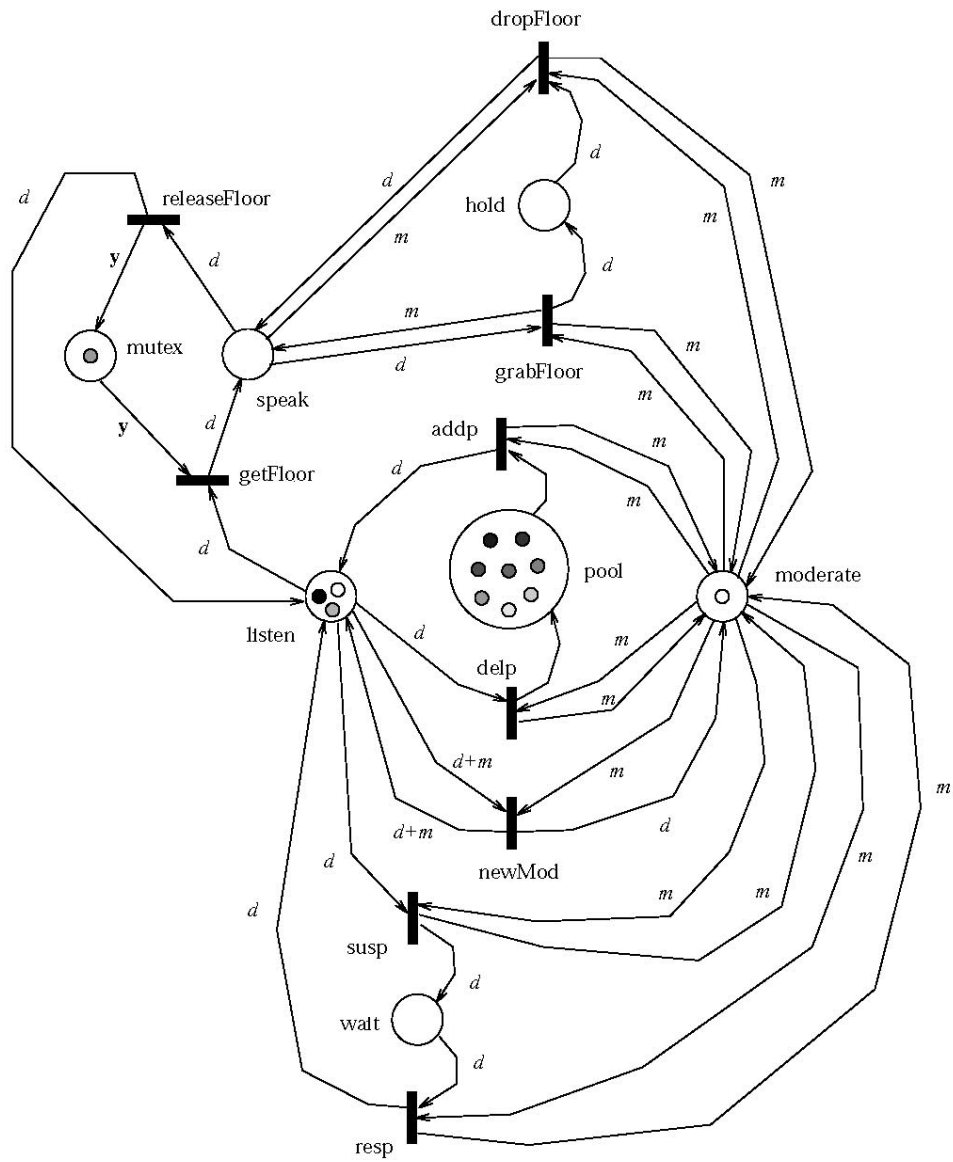 dropFloor
d
releaseFloor
d
hold
m
d
m
m
y
d
d
m
mutex
m
d
speak
grabFloor
m
y
d
addp
m
d
getFloor
m
d
pool
moderate
listen
d
m
delp
m
d+m
m
d+m
d
m
newMod
d
m
m
m
d
susp
d
wait
d
resp